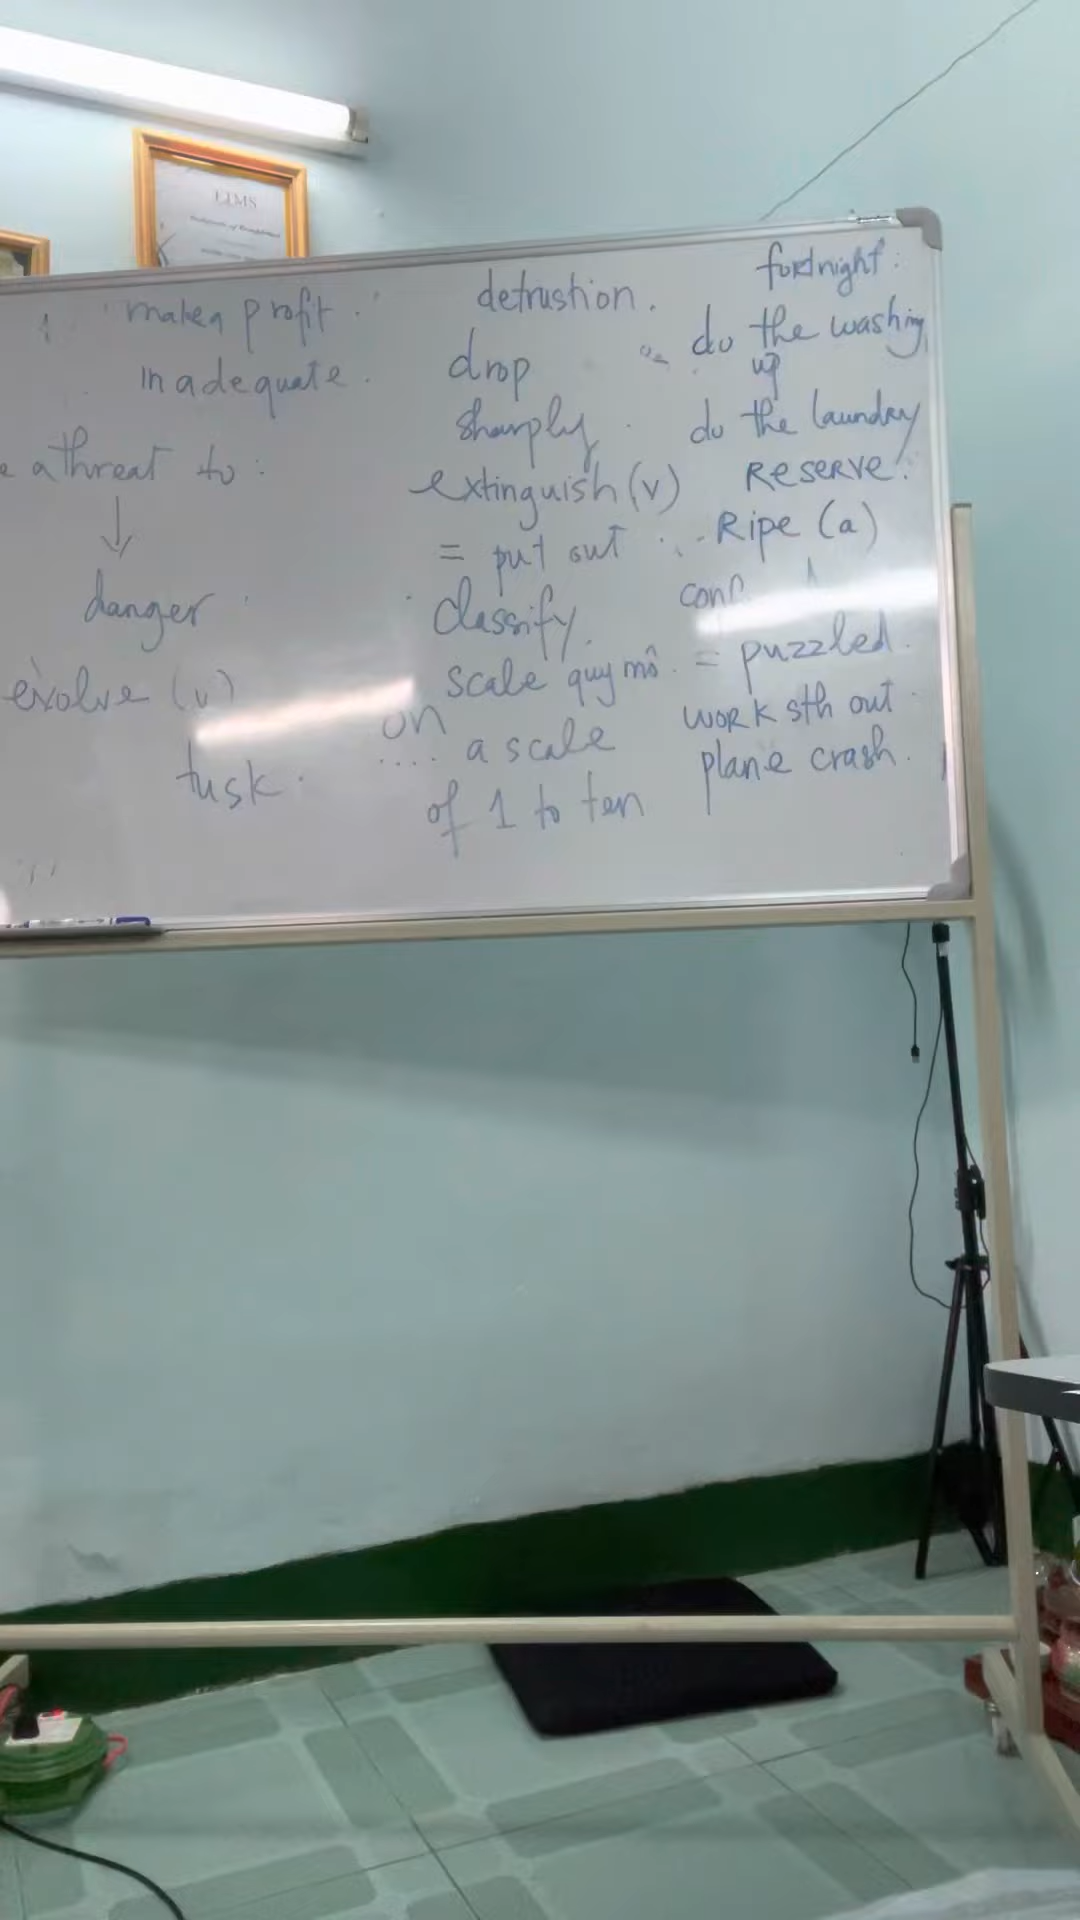 ELMS
make a profit.
inadequate.
a threat to:
↓
danger
evolve (v)
tusk.
detrustion.
drop
sharply
extinguish (v)
= put out
classify.
scale quy mô
on
.... a scale
of 1 to ten
fortnight:
do the washing
up
do the laundry
RESERVE:
Ripe (a)
= puzzled.
work sth out
plane crash.